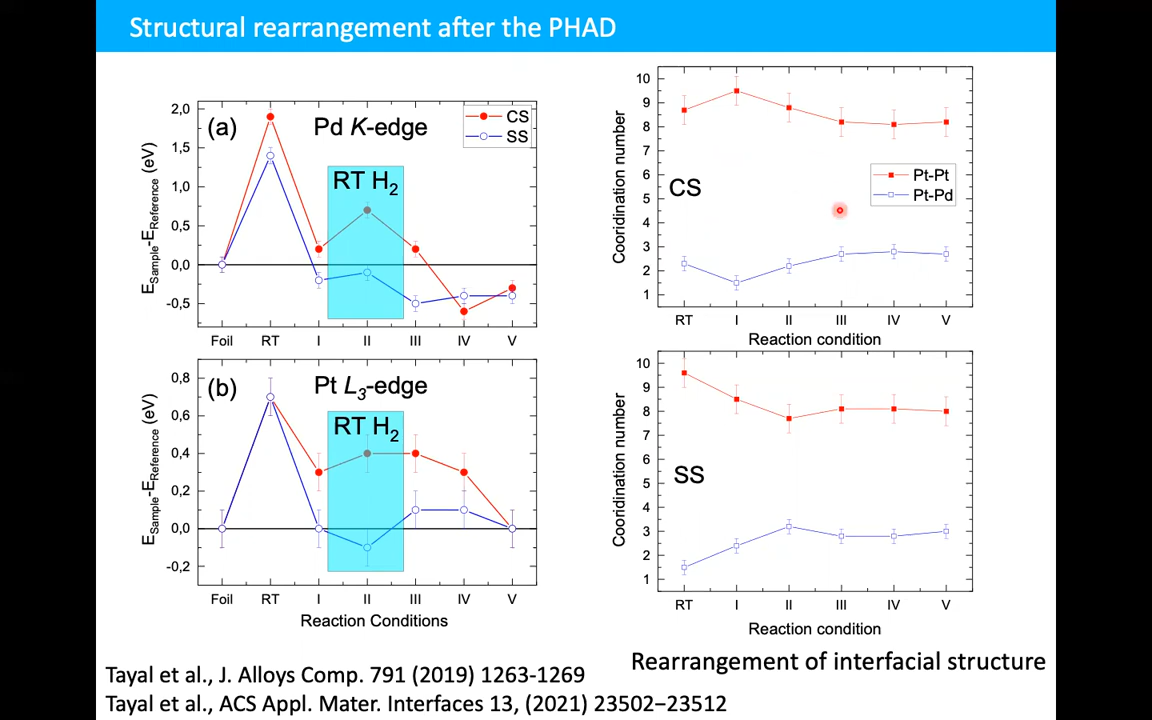 Structural rearrangement after the PHAD
(a)
Pd K-edge
CS
SS
RT H2
2,0
1,5
1,0
0,5
0,0
-0,5
ESample-EReference (eV)
Foil RT I II III IV V
(b)
Pt L3-edge
RT H2
0,8
0,6
0,4
0,2
0,0
-0,2
ESample-EReference (eV)
Foil RT I II III IV V
Reaction Conditions
10
9
8
7
6
5
4
3
2
1
Cooridination number
CS
Pt-Pt
Pt-Pd
RT I II III IV V
Reaction condition
10
9
8
7
6
5
4
3
2
1
Cooridination number
SS
RT I II III IV V
Reaction condition
Rearrangement of interfacial structure
Tayal et al., J. Alloys Comp. 791 (2019) 1263-1269
Tayal et al., ACS Appl. Mater. Interfaces 13, (2021) 23502−23512